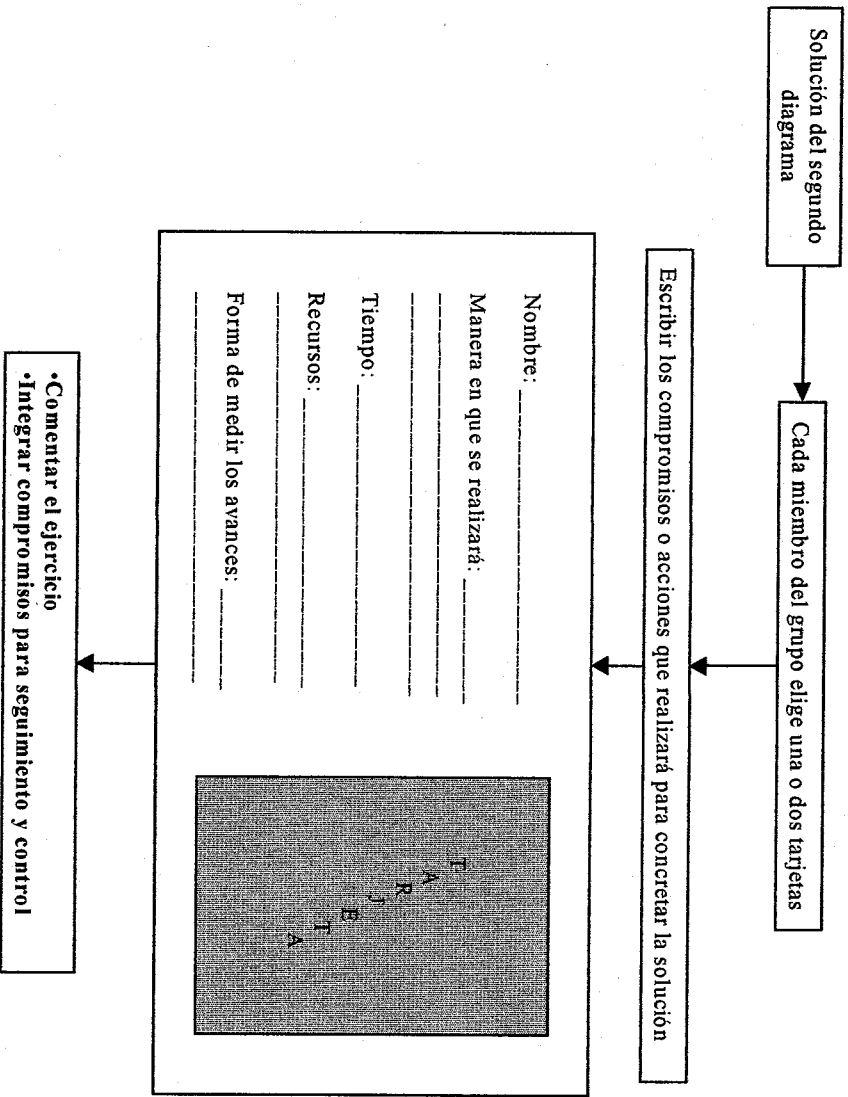 Solución del segundo
diagrama
Cada miembro del grupo elige una o dos tarjetas
Escribir los compromisos o acciones que realizará para concretar la solución
Nombre:
Manera en que se realizará:
Tiempo:
Recursos:
Forma de medir los avances:
TARJETA
•Comentar el ejercicio
•Integrar compromisos para seguimiento y control